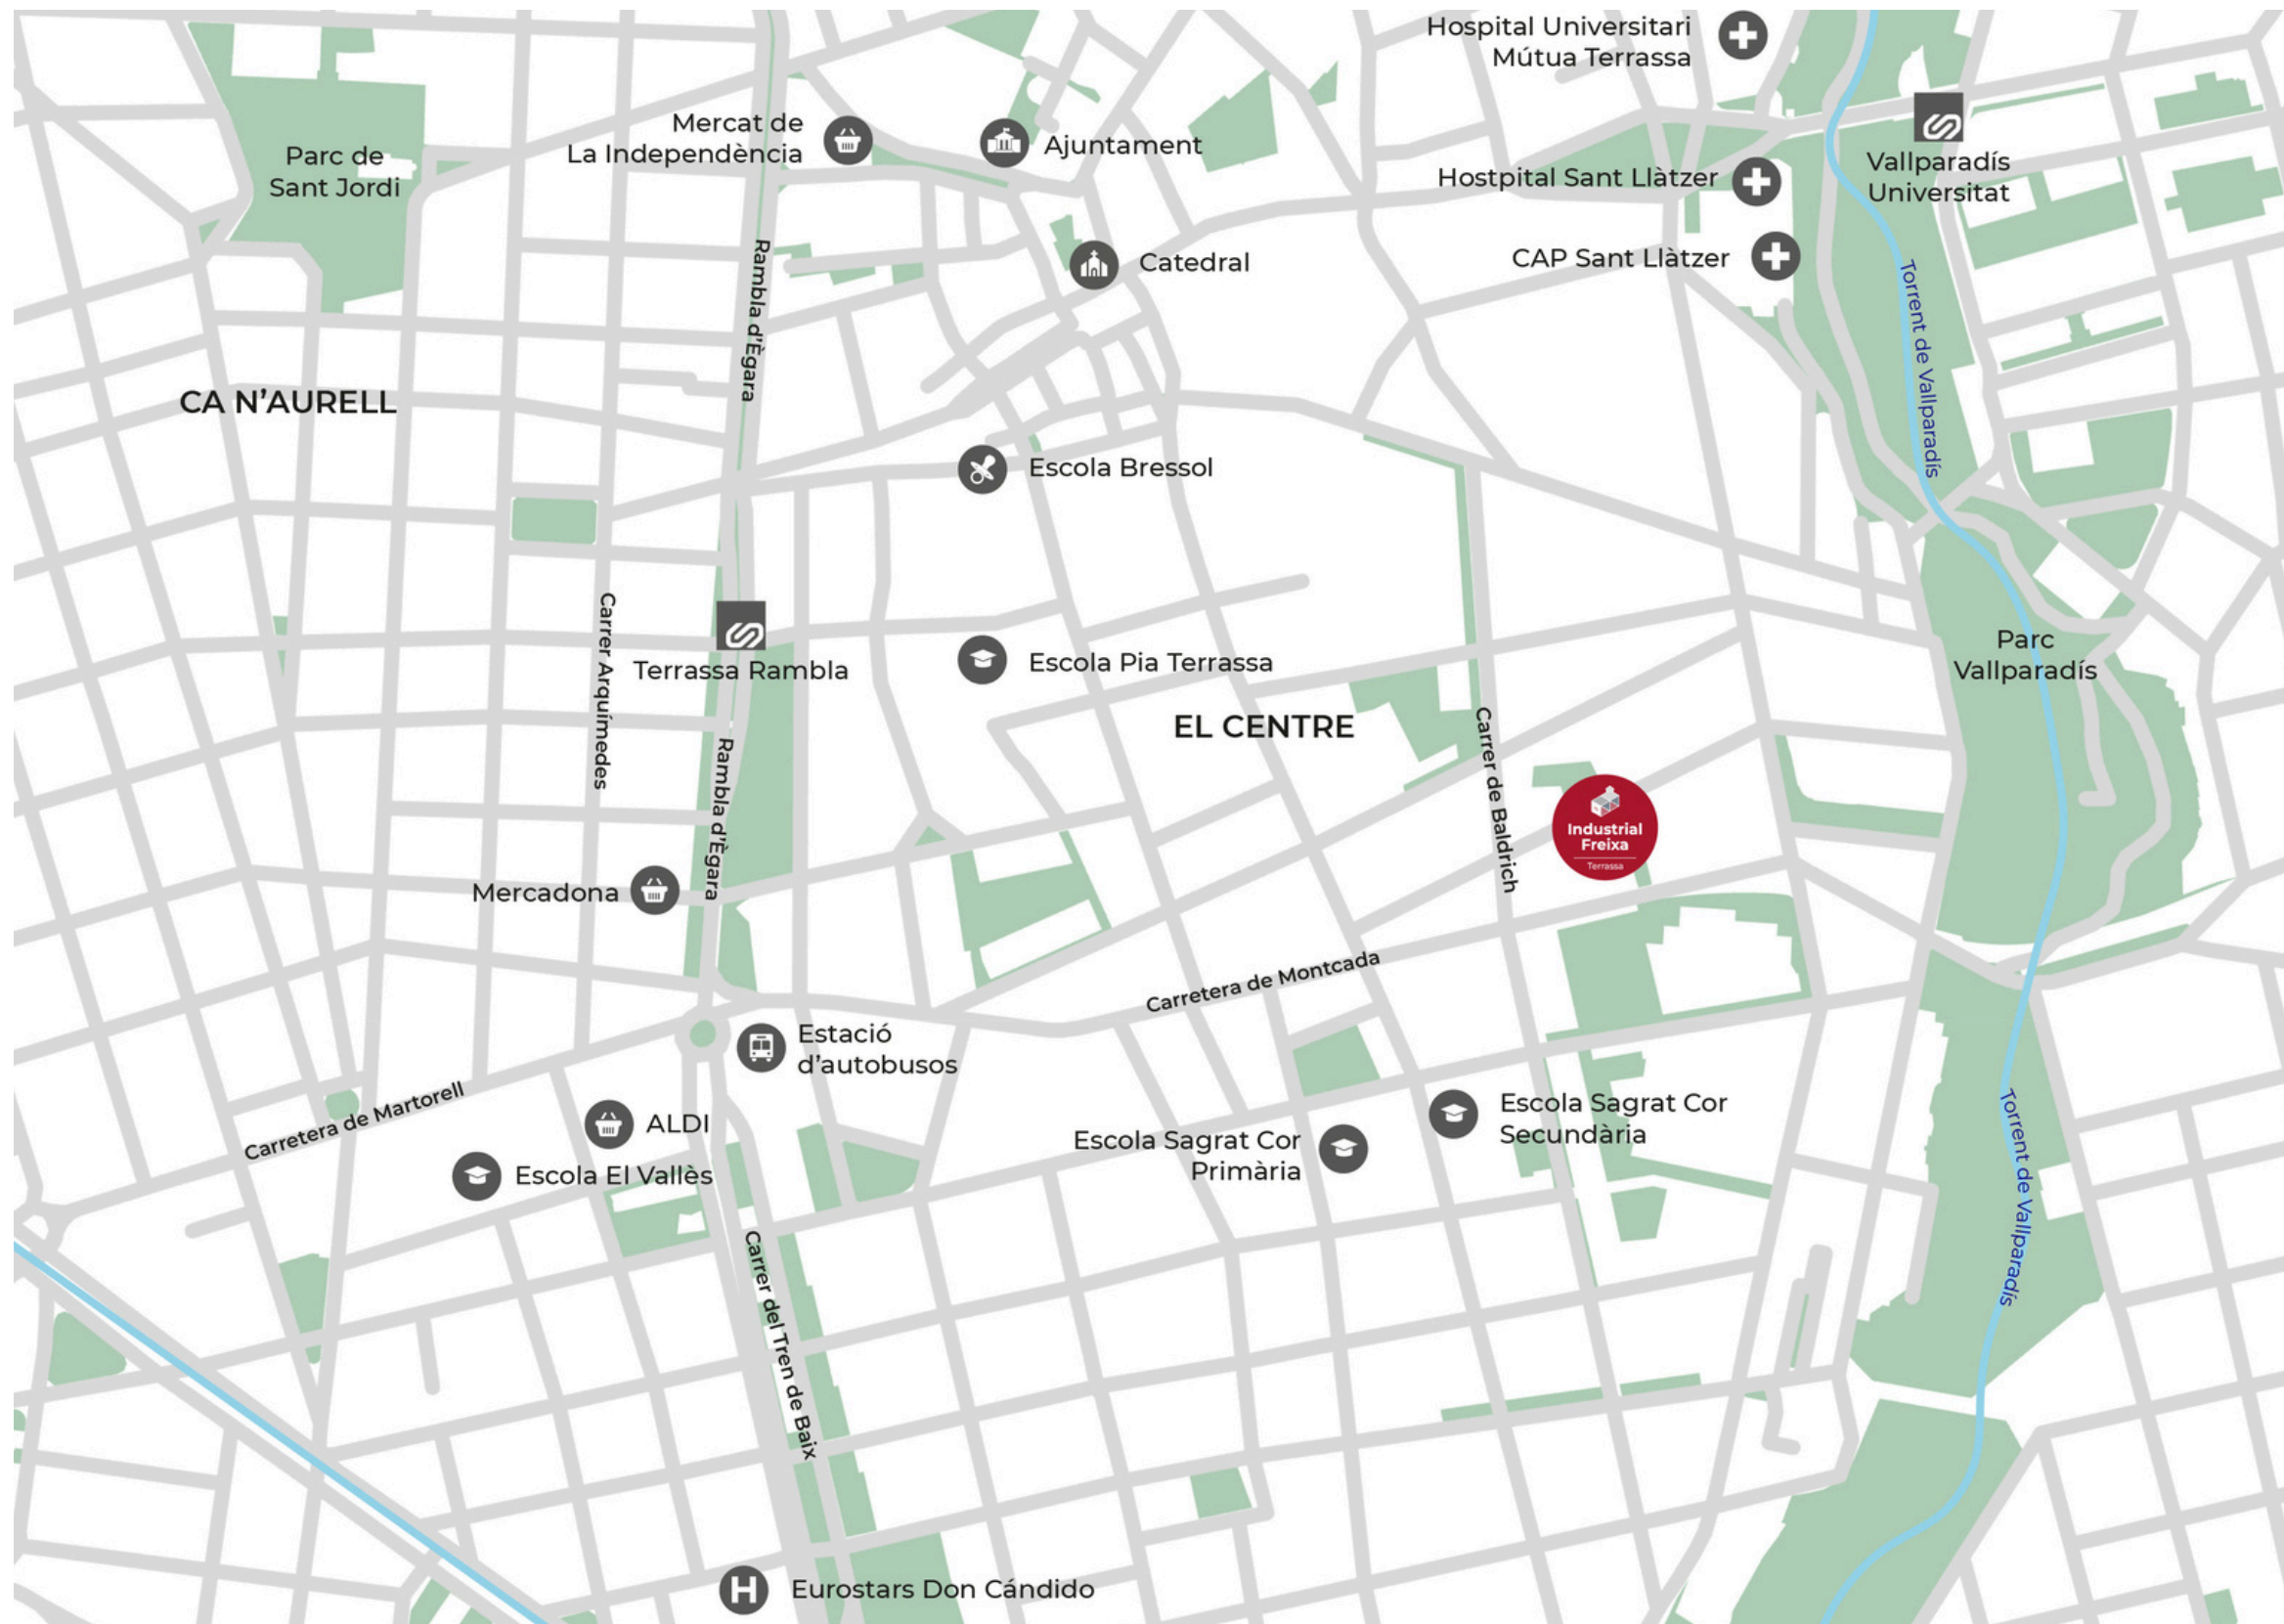 Hospital Universitari
Mútua Terrassa
Mercat de
La Independència
Ajuntament
Parc de
Sant Jordi
Hostpital Sant Llàtzer
Vallparadís
Universitat
CAP Sant Llàtzer
Catedral
Rambla d'Ègara
Torrent de Vallparadís
CA N'AURELL
Escola Bressol
Carrer Arquímedes
Terrassa Rambla
Escola Pia Terrassa
Parc
Vallparadís
EL CENTRE
Carrer de Baldrich
Rambla d'Ègara
Industrial
Freixa
Terrassa
Mercadona
Carretera de Montcada
Estació
d'autobusos
Carretera de Martorell
ALDI
Escola El Vallès
Escola Sagrat Cor
Primària
Escola Sagrat Cor
Secundària
Torrent de Vallparadís
Carrer del Tren de Baix
H
Eurostars Don Cándido